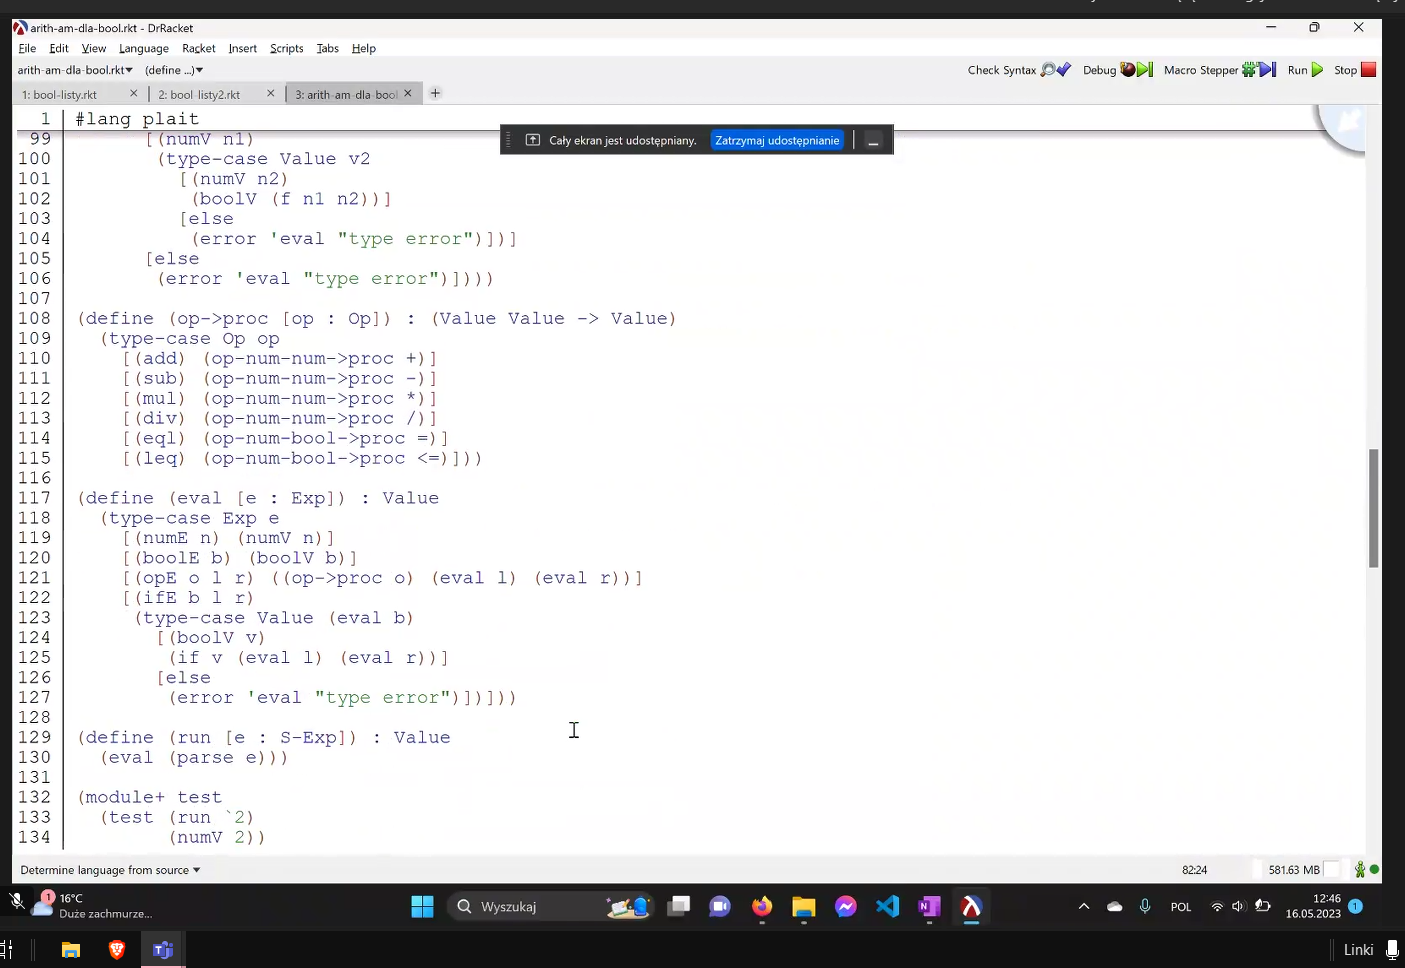 arith-am-dla-bool.rkt - DrRacket
File Edit View Language Racket Insert Scripts Tabs Help
arith-am-dla-bool.rkt▾ (define ...)▾ Check Syntax Debug Macro Stepper Run Stop
1: bool-listy.rkt 2: bool-listy2.rkt 3: arith-am-dla-bool
1 #lang plait
Cały ekran jest udostępniany. Zatrzymaj udostępnianie
99 [(numV n1)
100 (type-case Value v2
101 [(numV n2)
102 (boolV (f n1 n2))]
103 [else
104 (error 'eval "type error")])]
105 [else
106 (error 'eval "type error")])))
107
108 (define (op->proc [op : Op]) : (Value Value -> Value)
109 (type-case Op op
110 [(add) (op-num-num->proc +)]
111 [(sub) (op-num-num->proc -)]
112 [(mul) (op-num-num->proc *)]
113 [(div) (op-num-num->proc /)]
114 [(eql) (op-num-bool->proc =)]
115 [(leq) (op-num-bool->proc <=)]))
116
117 (define (eval [e : Exp]) : Value
118 (type-case Exp e
119 [(numE n) (numV n)]
120 [(boolE b) (boolV b)]
121 [(opE o l r) ((op->proc o) (eval l) (eval r))]
122 [(ifE b l r)
123 (type-case Value (eval b)
124 [(boolV v)
125 (if v (eval l) (eval r))]
126 [else
127 (error 'eval "type error")])]))
128
129 (define (run [e : S-Exp]) : Value
130 (eval (parse e)))
131
132 (module+ test
133 (test (run `2)
134 (numV 2))
Determine language from source▾ 82:24 581.63 MB
1 16°C
Duże zachmurze...
Wyszukaj
POL
12:46
16.05.2023
1
Linki